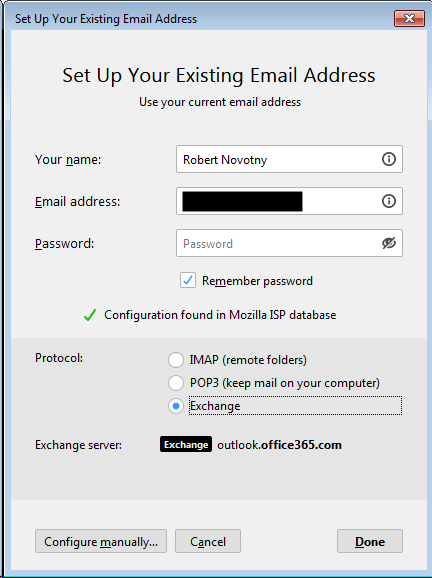 Set Up Your Existing Email Address
Set Up Your Existing Email Address
Use your current email address
Your name: Robert Novotny
Email address:
Password: Password
Remember password
Configuration found in Mozilla ISP database
Protocol: IMAP (remote folders)
POP3 (keep mail on your computer)
Exchange
Exchange server: Exchange outlook.office365.com
Configure manually... Cancel Done